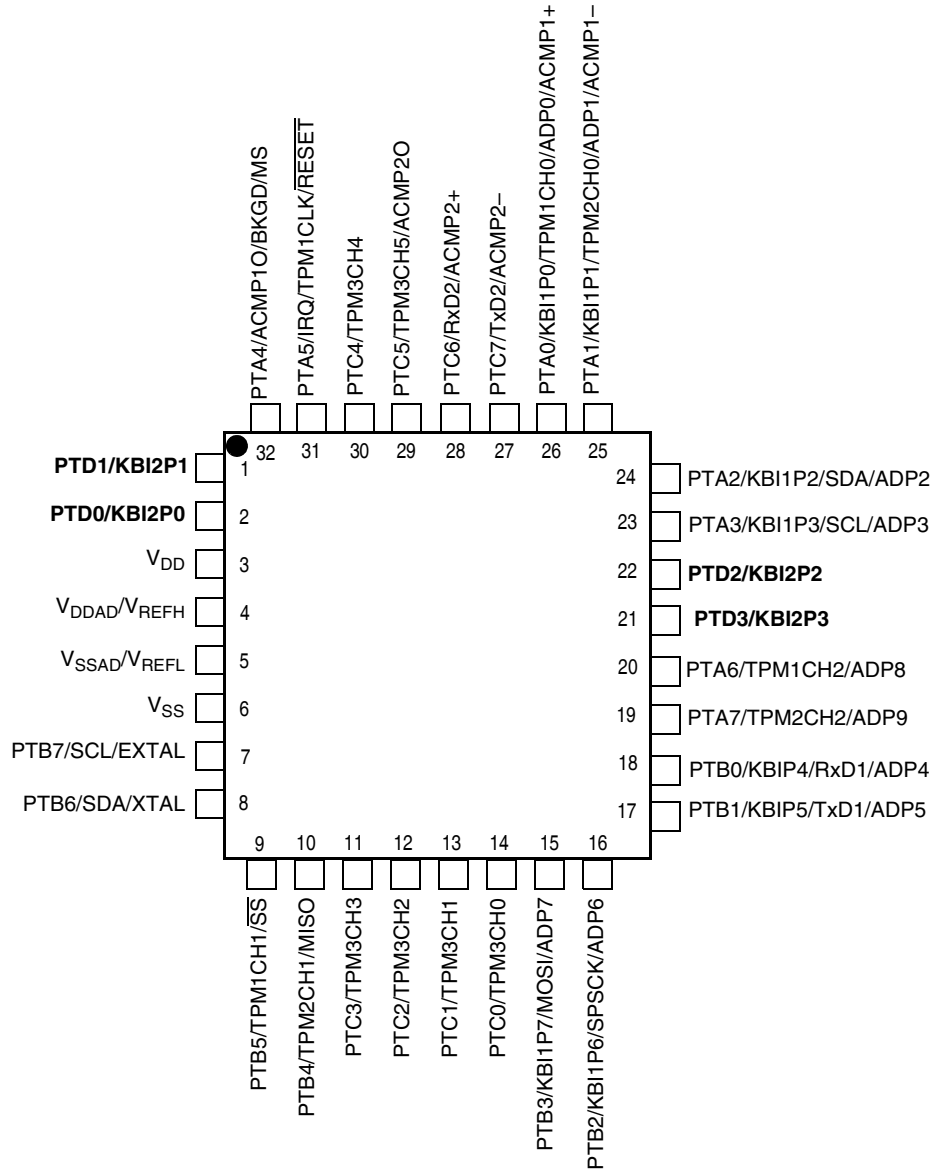 PTA4/ACMP1O/BKGD/MS
PTA5/IRQ/TPM1CLK/RESET
PTC4/TPM3CH4
PTC5/TPM3CH5/ACMP2O
PTC6/RxD2/ACMP2+
PTC7/TxD2/ACMP2–
PTA0/KBI1P0/TPM1CH0/ADP0/ACMP1+
PTA1/KBI1P1/TPM2CH0/ADP1/ACMP1–
32 31 30 29 28 27 26 25
PTD1/KBI2P1 1
PTD0/KBI2P0 2
VDD 3
VDDAD/VREFH 4
VSSAD/VREFL 5
VSS 6
PTB7/SCL/EXTAL 7
PTB6/SDA/XTAL 8
24 PTA2/KBI1P2/SDA/ADP2
23 PTA3/KBI1P3/SCL/ADP3
22 PTD2/KBI2P2
21 PTD3/KBI2P3
20 PTA6/TPM1CH2/ADP8
19 PTA7/TPM2CH2/ADP9
18 PTB0/KBIP4/RxD1/ADP4
17 PTB1/KBIP5/TxD1/ADP5
9 10 11 12 13 14 15 16
PTB5/TPM1CH1/SS
PTB4/TPM2CH1/MISO
PTC3/TPM3CH3
PTC2/TPM3CH2
PTC1/TPM3CH1
PTC0/TPM3CH0
PTB3/KBI1P7/MOSI/ADP7
PTB2/KBI1P6/SPSCK/ADP6